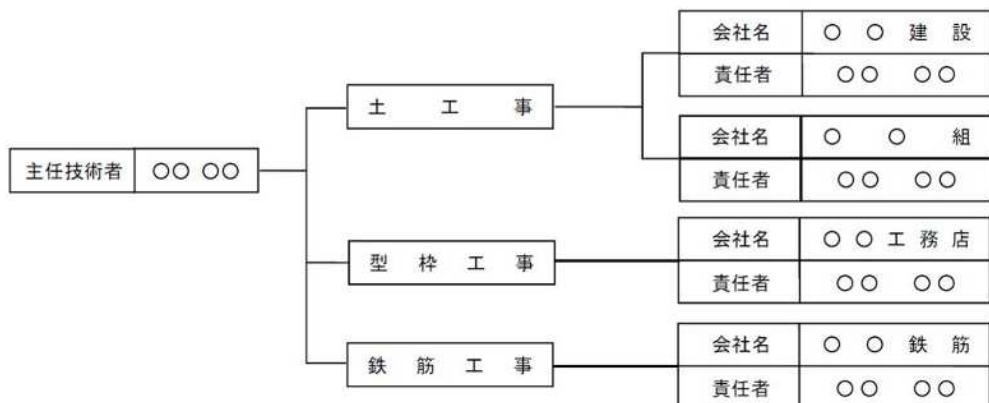 会社名 ○ ○ 建 設
責任者 ○○ ○○
土 工 事
会社名 ○ ○ 組
責任者 ○○ ○○
主任技術者 ○○ ○○
型 枠 工 事
会社名 ○ ○ 工 務 店
責任者 ○○ ○○
鉄 筋 工 事
会社名 ○ ○ 鉄 筋
責任者 ○○ ○○